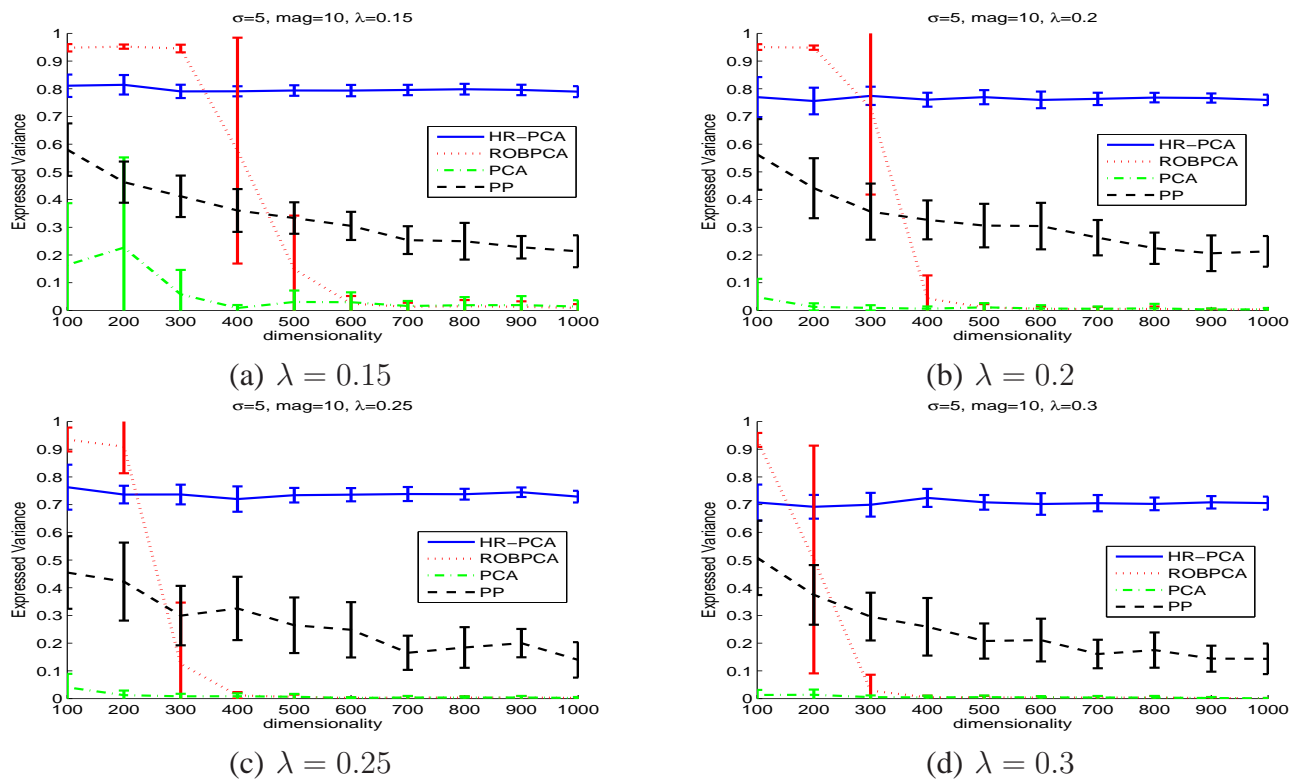 σ=5, mag=10, λ=0.15
1
0.9
0.8
0.7
0.6
0.5
0.4
0.3
0.2
0.1
0
Expressed Variance
HR−PCA
ROBPCA
PCA
PP
100 200 300 400 500 600 700 800 900 1000
dimensionality
(a) λ = 0.15
σ=5, mag=10, λ=0.2
1
0.9
0.8
0.7
0.6
0.5
0.4
0.3
0.2
0.1
0
Expressed Variance
HR−PCA
ROBPCA
PCA
PP
100 200 300 400 500 600 700 800 900 1000
dimensionality
(b) λ = 0.2
σ=5, mag=10, λ=0.25
1
0.9
0.8
0.7
0.6
0.5
0.4
0.3
0.2
0.1
0
Expressed Variance
HR−PCA
ROBPCA
PCA
PP
100 200 300 400 500 600 700 800 900 1000
dimensionality
(c) λ = 0.25
σ=5, mag=10, λ=0.3
1
0.9
0.8
0.7
0.6
0.5
0.4
0.3
0.2
0.1
0
Expressed Variance
HR−PCA
ROBPCA
PCA
PP
100 200 300 400 500 600 700 800 900 1000
dimensionality
(d) λ = 0.3